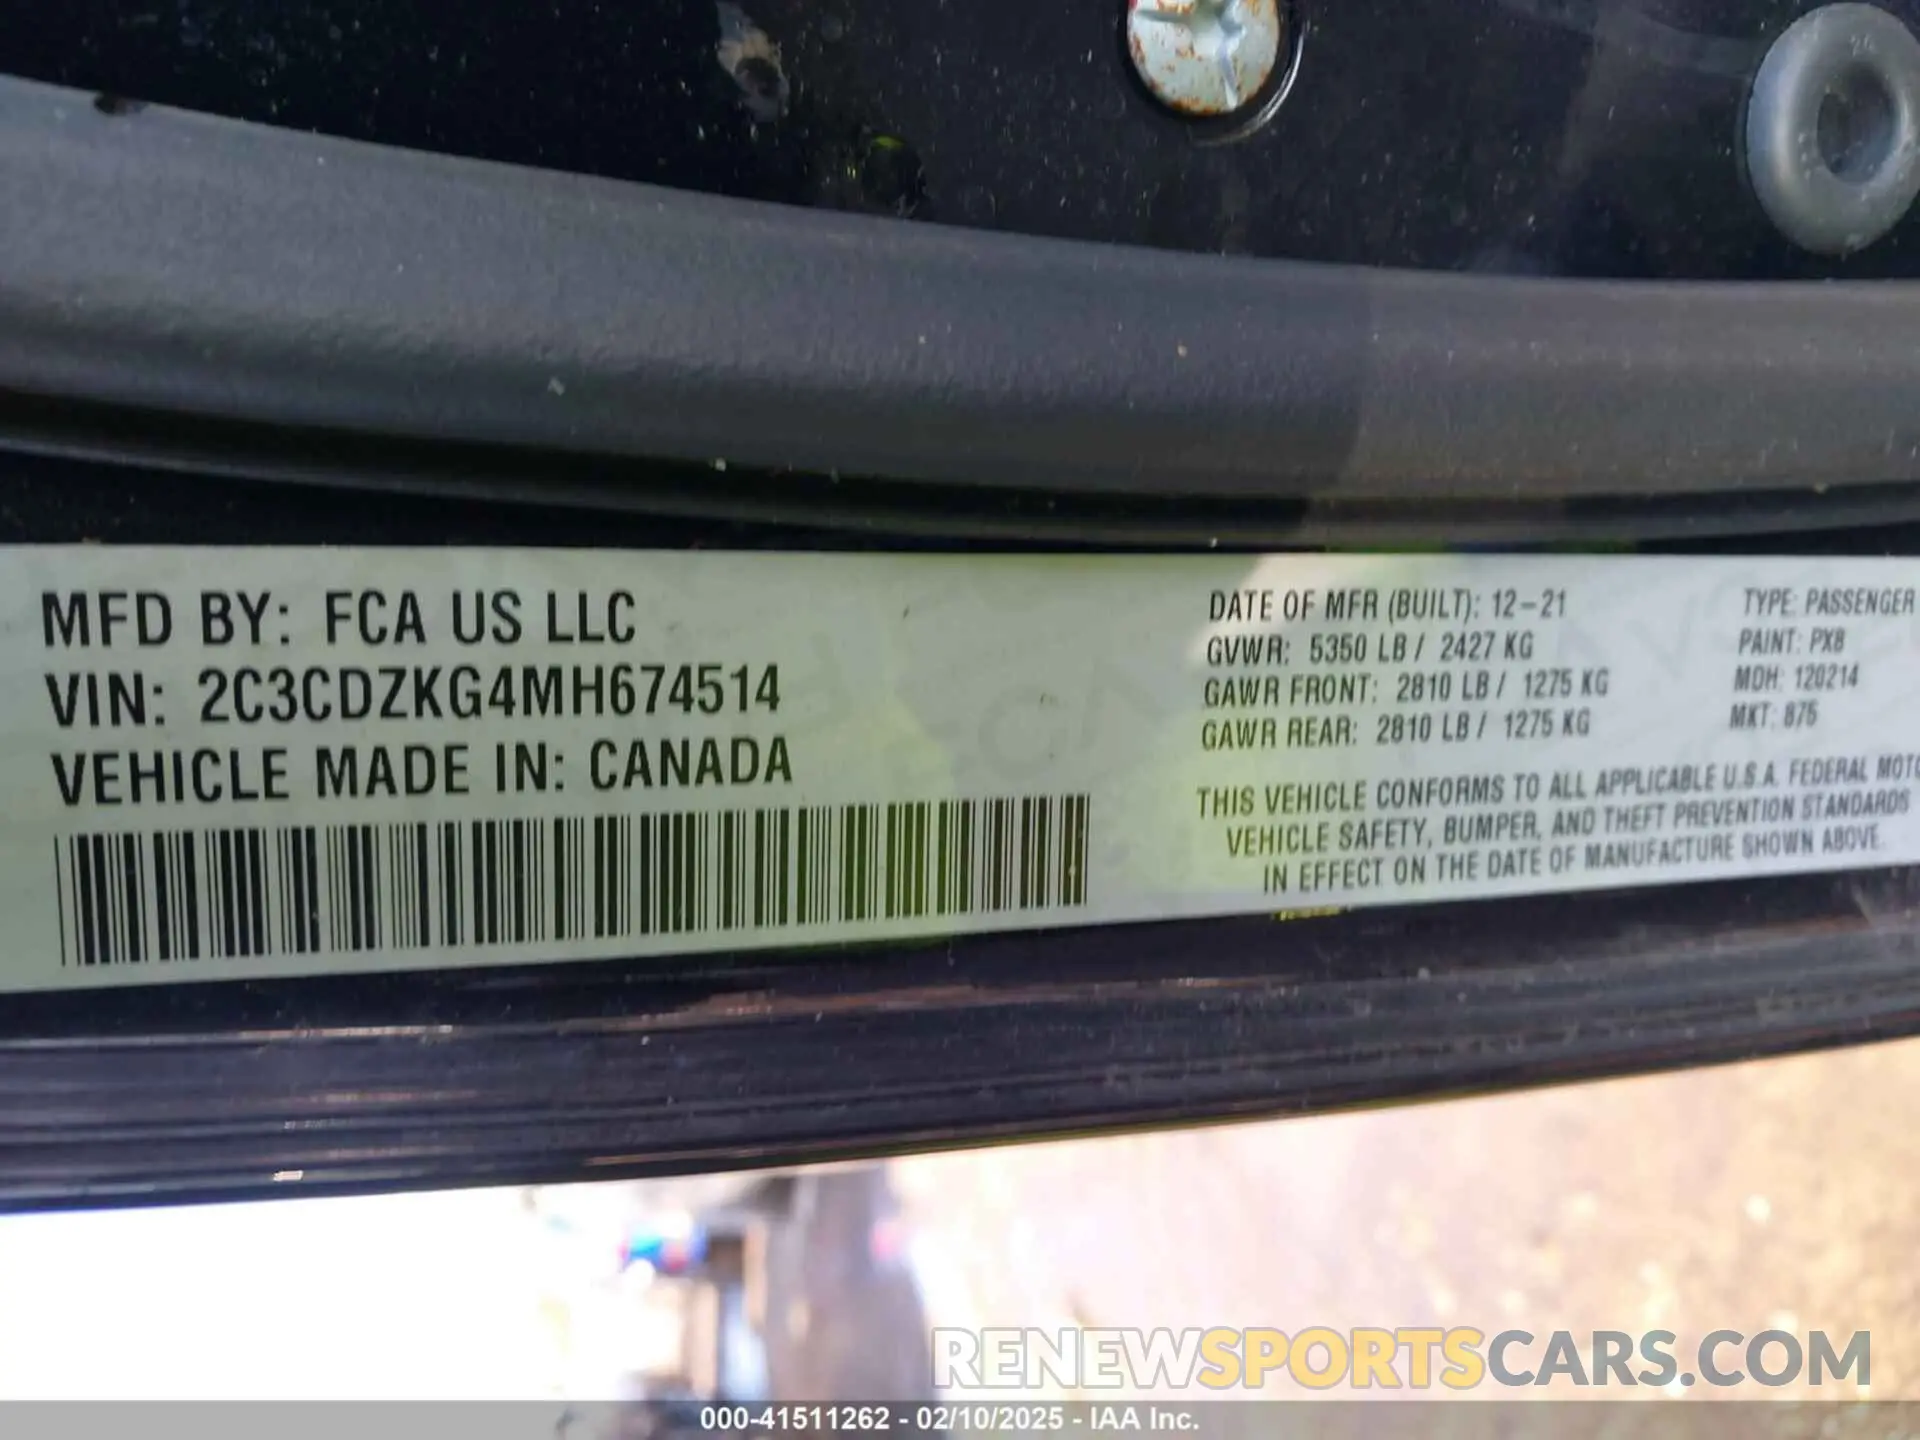 MFD BY: FCA US LLC
VIN: 2C3CDZKG4MH674514
VEHICLE MADE IN: CANADA
DATE OF MFR (BUILT): 12-21
GVWR: 5350 LB / 2427 KG
GAWR FRONT: 2810 LB / 1275 KG
GAWR REAR: 2810 LB / 1275 KG
TYPE: PASSENGER
PAINT: PX8
MDH: 120214
MKT: 875
THIS VEHICLE CONFORMS TO ALL APPLICABLE U.S.A. FEDERAL MOTO
VEHICLE SAFETY, BUMPER, AND THEFT PREVENTION STANDARDS
IN EFFECT ON THE DATE OF MANUFACTURE SHOWN ABOVE.
RENEWSPORTSCARS.COM
000-41511262 - 02/10/2025 - IAA Inc.